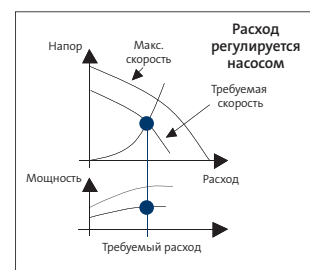 Расход
регулируется
насосом
Напор
Макс.
скорость
Требуемая
скорость
Расход
Мощность
Требуемый расход